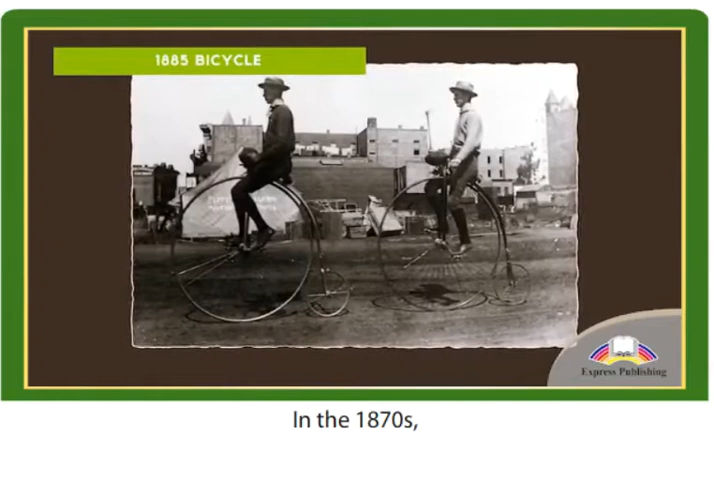 1885 BICYCLE
Express Publishing
In the 1870s,